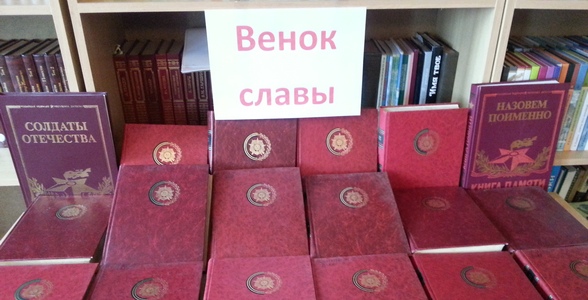 Венок
славы
СОЛДАТЫ
ОТЕЧЕСТВА
НАЗОВЕМ
ПОИМЕННО
КНИГА ПАМЯТИ